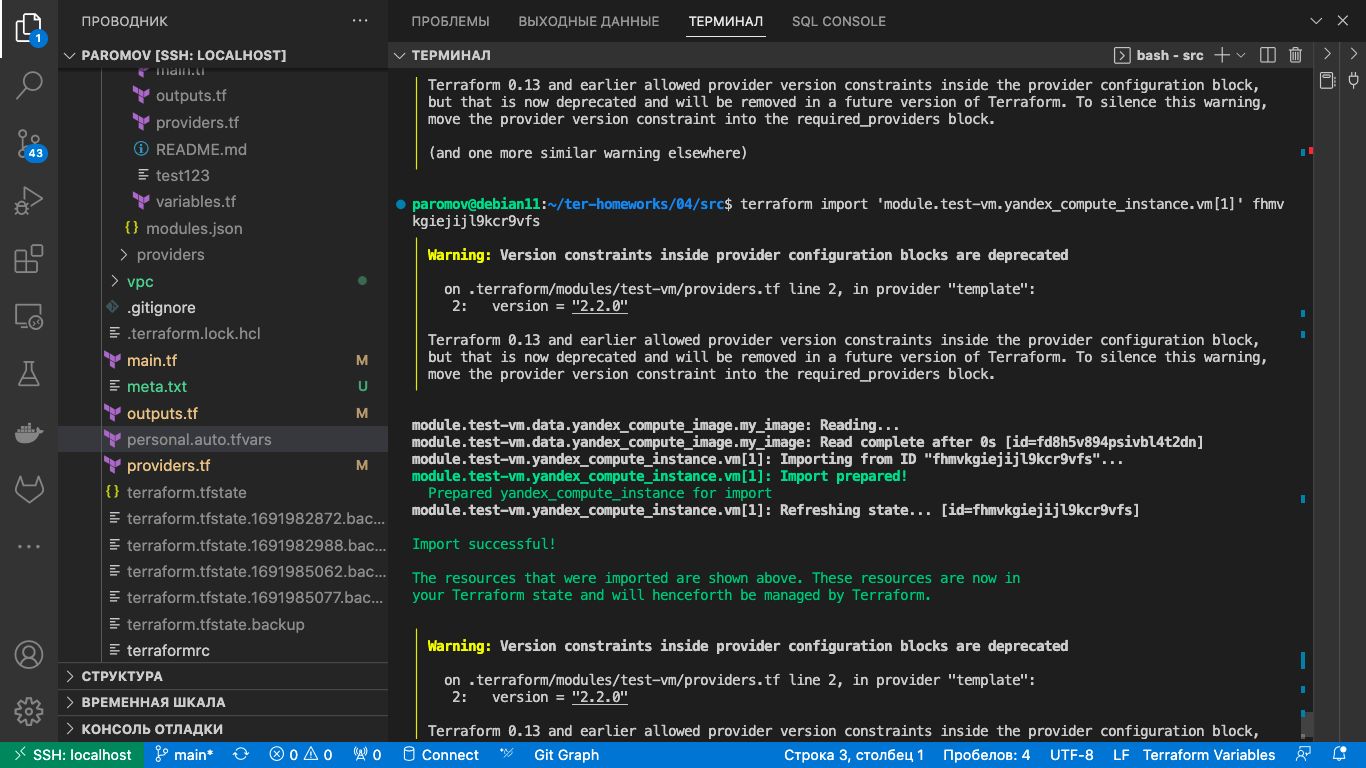 ПРОВОДНИК
PAROMOV [SSH: LOCALHOST]
main.tf
outputs.tf
providers.tf
README.md
test123
variables.tf
modules.json
providers
vpc
.gitignore
.terraform.lock.hcl
main.tf M
meta.txt U
outputs.tf M
personal.auto.tfvars
providers.tf M
terraform.tfstate
terraform.tfstate.1691982872.bac...
terraform.tfstate.1691982988.bac...
terraform.tfstate.1691985062.bac...
terraform.tfstate.1691985077.bac...
terraform.tfstate.backup
terraformrc
СТРУКТУРА
ВРЕМЕННАЯ ШКАЛА
КОНСОЛЬ ОТЛАДКИ
1
43
ПРОБЛЕМЫ ВЫХОДНЫЕ ДАННЫЕ ТЕРМИНАЛ SQL CONSOLE
ТЕРМИНАЛ bash - src
Terraform 0.13 and earlier allowed provider version constraints inside the provider configuration block,
but that is now deprecated and will be removed in a future version of Terraform. To silence this warning,
move the provider version constraint into the required_providers block.
(and one more similar warning elsewhere)
paromov@debian11:~/ter-homeworks/04/src$ terraform import 'module.test-vm.yandex_compute_instance.vm[1]' fhmv
kgiejijl9kcr9vfs
Warning: Version constraints inside provider configuration blocks are deprecated
on .terraform/modules/test-vm/providers.tf line 2, in provider "template":
2: version = "2.2.0"
Terraform 0.13 and earlier allowed provider version constraints inside the provider configuration block,
but that is now deprecated and will be removed in a future version of Terraform. To silence this warning,
move the provider version constraint into the required_providers block.
module.test-vm.data.yandex_compute_image.my_image: Reading...
module.test-vm.data.yandex_compute_image.my_image: Read complete after 0s [id=fd8h5v894psivbl4t2dn]
module.test-vm.yandex_compute_instance.vm[1]: Importing from ID "fhmvkgiejijl9kcr9vfs"...
module.test-vm.yandex_compute_instance.vm[1]: Import prepared!
Prepared yandex_compute_instance for import
module.test-vm.yandex_compute_instance.vm[1]: Refreshing state... [id=fhmvkgiejijl9kcr9vfs]
Import successful!
The resources that were imported are shown above. These resources are now in
your Terraform state and will henceforth be managed by Terraform.
Warning: Version constraints inside provider configuration blocks are deprecated
on .terraform/modules/test-vm/providers.tf line 2, in provider "template":
2: version = "2.2.0"
Terraform 0.13 and earlier allowed provider version constraints inside the provider configuration block,
SSH: localhost main* 0 0 0 Connect Git Graph Строка 3, столбец 1 Пробелов: 4 UTF-8 LF Terraform Variables